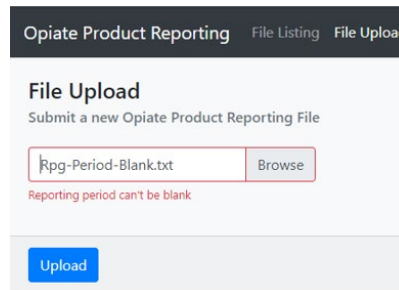 Opiate Product Reporting File Listing File Uploa
File Upload
Submit a new Opiate Product Reporting File
Rpg-Period-Blank.txt Browse
Reporting period can't be blank
Upload